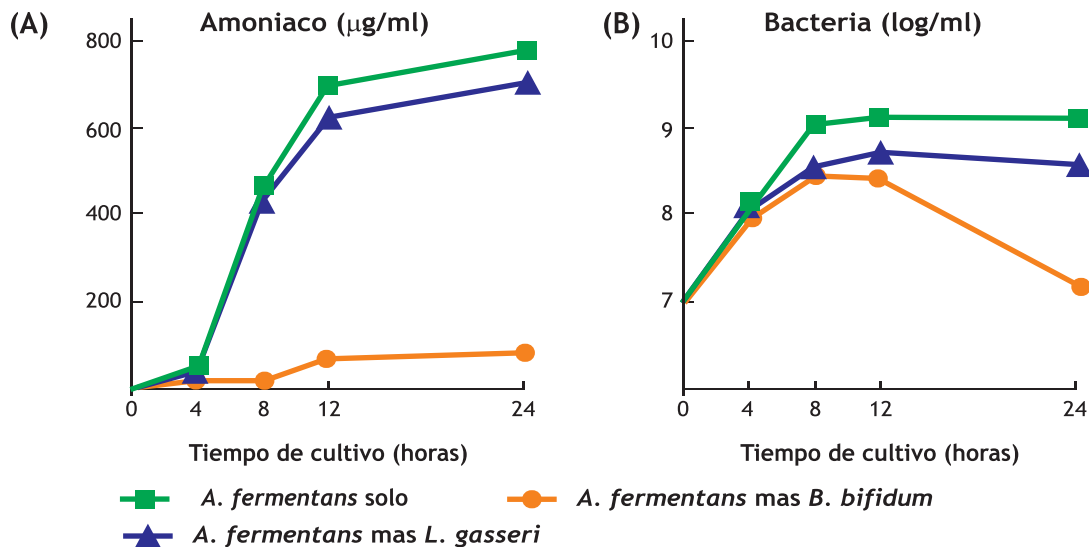 (A)
Amoniaco (µg/ml)
800
600
400
200
0
4
8
12
24
Tiempo de cultivo (horas)
(B)
Bacteria (log/ml)
10
9
8
7
0
4
8
12
24
Tiempo de cultivo (horas)
A. fermentans solo
A. fermentans mas B. bifidum
A. fermentans mas L. gasseri